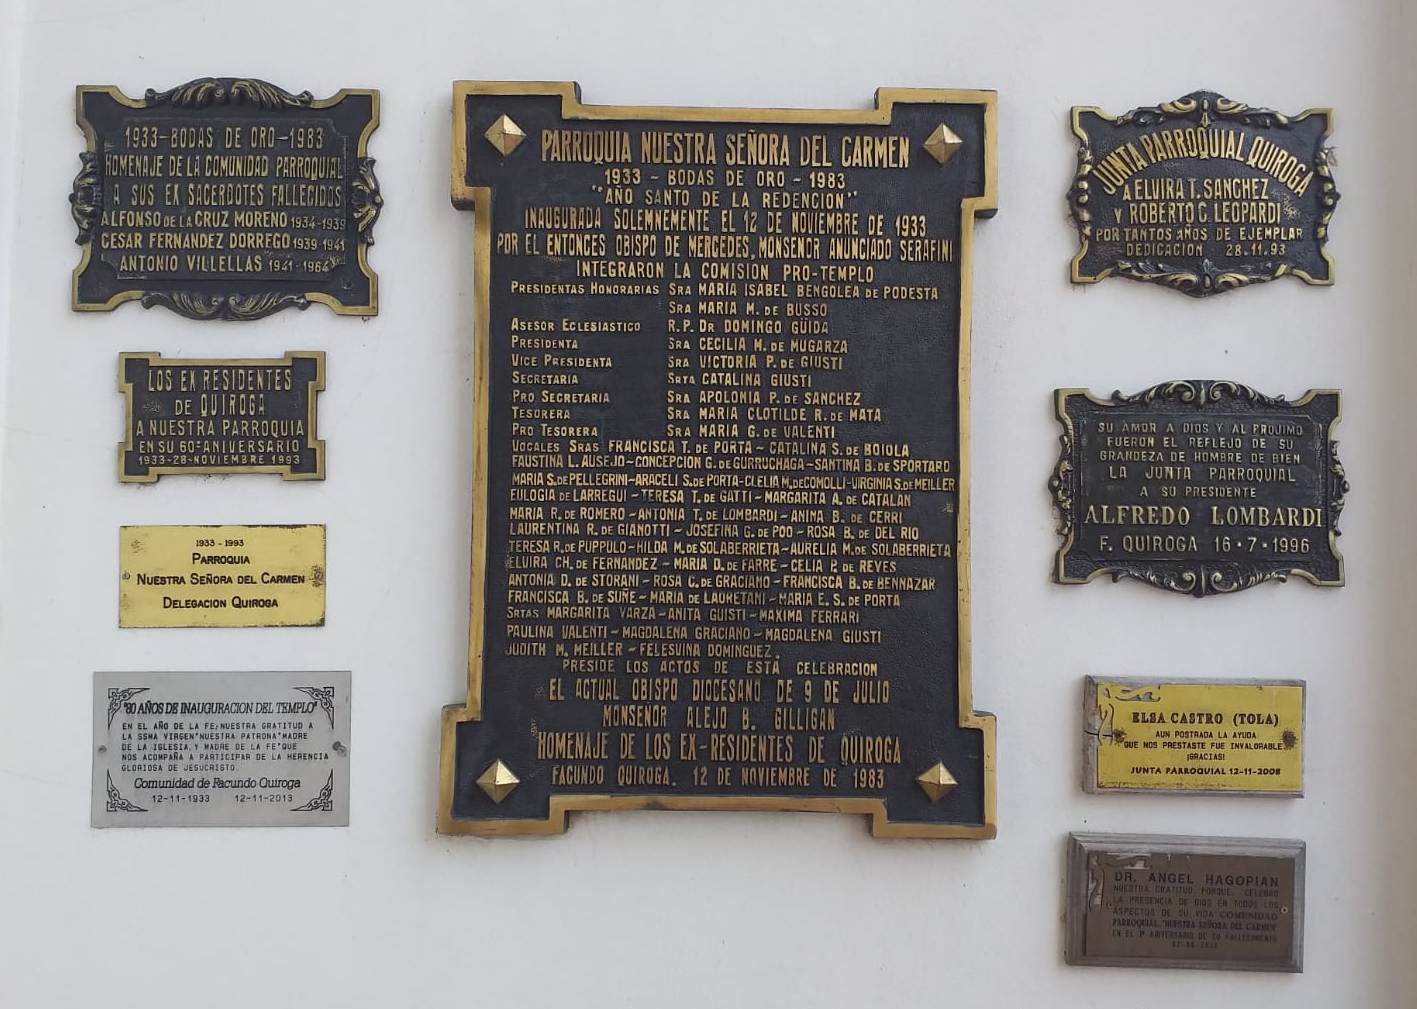 1933-BODAS DE ORO-1983
HOMENAJE DE LA COMUNIDAD PARROQUIAL
A SUS EX SACERDOTES FALLECIDOS
ALFONSO DE LA CRUZ MORENO 1934-1939
CESAR FERNANDEZ DORREGO 1939 1941
ANTONIO VILLELLAS 1941-1964
LOS EX RESIDENTES
DE QUIROGA
A NUESTRA PARROQUIA
EN SU 60º ANIVERSARIO
1933-28-NOVIEMBRE 1993
1933 - 1993
PARROQUIA
NUESTRA SEÑORA DEL CARMEN
DELEGACION QUIROGA
"80 AÑOS DE INAUGURACION DEL TEMPLO"
EN EL AÑO DE LA FE, NUESTRA GRATITUD A
LA SSMA VIRGEN "NUESTRA PATRONA" MADRE
DE LA IGLESIA, Y MADRE DE LA FE "QUE
NOS ACOMPAÑA A PARTICIPAR DE LA HERENCIA
GLORIOSA DE JESUCRISTO.
Comunidad de Facundo Quiroga
12-11-1933 12-11-2013
PARROQUIA NUESTRA SEÑORA DEL CARMEN
1933 - BODAS DE ORO - 1983
"AÑO SANTO DE LA REDENCION"
INAUGURADA SOLEMNEMENTE EL 12 DE NOVIEMBRE DE 1933
POR EL ENTONCES OBISPO DE MERCEDES, MONSENOR ANUNCIADO SERAFINI
INTEGRARON LA COMISION PRO-TEMPLO
PRESIDENTAS HONORARIAS SRA MARIA ISABEL BENGOLEA DE PODESTA
SRA MARIA M. DE BUSSO
ASESOR ECLESIASTICO R.P. DR DOMINGO GÜIDA
PRESIDENTA SRA CECILIA M. DE MUGARZA
VICE PRESIDENTA SRA VICTORIA P. DE GIUSTI
SECRETARIA SRTA CATALINA GIUSTI
PRO SECRETARIA SRA APOLONIA P. DE SANCHEZ
TESORERA SRA MARIA CLOTILDE R. DE MATA
PRO TESORERA SRA MARIA G. DE VALENTI
VOCALES SRAS FRANCISCA T. DE PORTA - CATALINA S. DE BOIOLA
FAUSTINA L. AUSEJO - CONCEPCION G. DE GURRUCHAGA - SANTINA B. DE SPORTARO
MARIA S. DE PELLEGRINI - ARACELI S. DE PORTA - CLELIA M. DE COMOLLI - VIRGINIA S. DE MEILLER
EULOGIA DE LARREGUI - TERESA T. DE GATTI - MARGARITA A. DE CATALAN
MARIA R. DE ROMERO - ANTONIA T. DE LOMBARDI - ANINA B. DE CERRI
LAURENTINA R. DE GIANOTTI - JOSEFINA G. DE POO - ROSA B. DE DEL RIO
TERESA R. DE PUPPULO - HILDA M. DE SOLABERRIETA - AURELIA M. DE SOLABERRIETA
ELVIRA CH. DE FERNANDEZ - MARIA D. DE FARRE - CELIA P. DE REYES
ANTONIA D. DE STORANI - ROSA C. DE GRACIANO - FRANCISCA B. DE BENNAZAR
FRANCISCA B. DE SUÑE - MARIA DE LAURETANI - MARIA E. S. DE PORTA
SRTAS MARGARITA YARZA - ANITA GUISTI - MAXIMA FERRARI
PAULINA VALENTI - MAGDALENA GRACIANO - MAGDALENA GIUSTI
JUDITH M. MEILLER - FELESVINA DOMINGUEZ.
PRESIDE LOS ACTOS DE ESTA CELEBRACION
EL ACTUAL OBISPO DIOCESANO DE 9 DE JULIO
MONSENOR ALEJO B. GILLIGAN
HOMENAJE DE LOS EX-RESIDENTES DE QUIROGA
FACUNDO QUIROGA. 12 DE NOVIEMBRE DE 1983
JUNTA PARROQUIAL QUIROGA
A ELVIRA T. SANCHEZ
Y ROBERTO C. LEOPARDI
POR TANTOS AÑOS DE EJEMPLAR
DEDICACION 28.11.93
SU AMOR A DIOS Y AL PROJIMO
FUERON EL REFLEJO DE SU
GRANDEZA DE HOMBRE DE BIEN
LA JUNTA PARROQUIAL
A SU PRESIDENTE
ALFREDO LOMBARDI
F. QUIROGA 16·7·1996
ELSA CASTRO (TOLA)
AUN POSTRADA LA AYUDA
QUE NOS PRESTASTE FUE INVALORABLE
¡GRACIAS!
JUNTA PARROQUIAL 12-11-2008
DR. ANGEL HAGOPIAN
NUESTRA GRATITUD PORQUE "CELEBRO
LA PRESENCIA DE DIOS EN TODOS LOS
ASPECTOS DE SU VIDA" COMUNIDAD
PARROQUIAL "NUESTRA SEÑORA DEL CARMEN"
EN EL 1º ANIVERSARIO DE SU FALLECIMIENTO